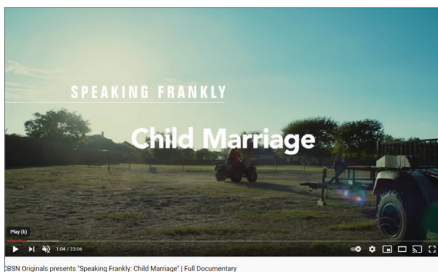 SPEAKING FRANKLY
Child Marriage
Play (k)
1:04 / 23:06
CBSN Originals presents "Speaking Frankly: Child Marriage" | Full Documentary